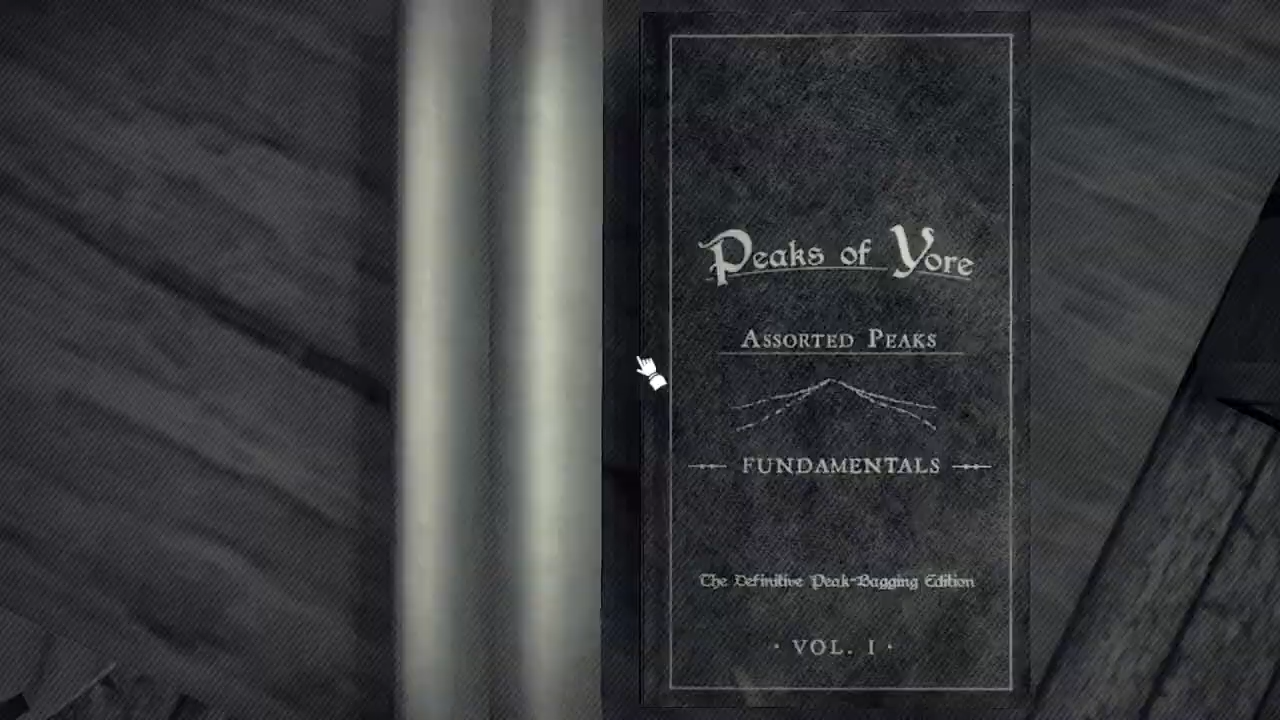 Peaks of Yore
Assorted Peaks
FUNDAMENTALS
The Definitive Peak-Bagging Edition
· VOL. I ·